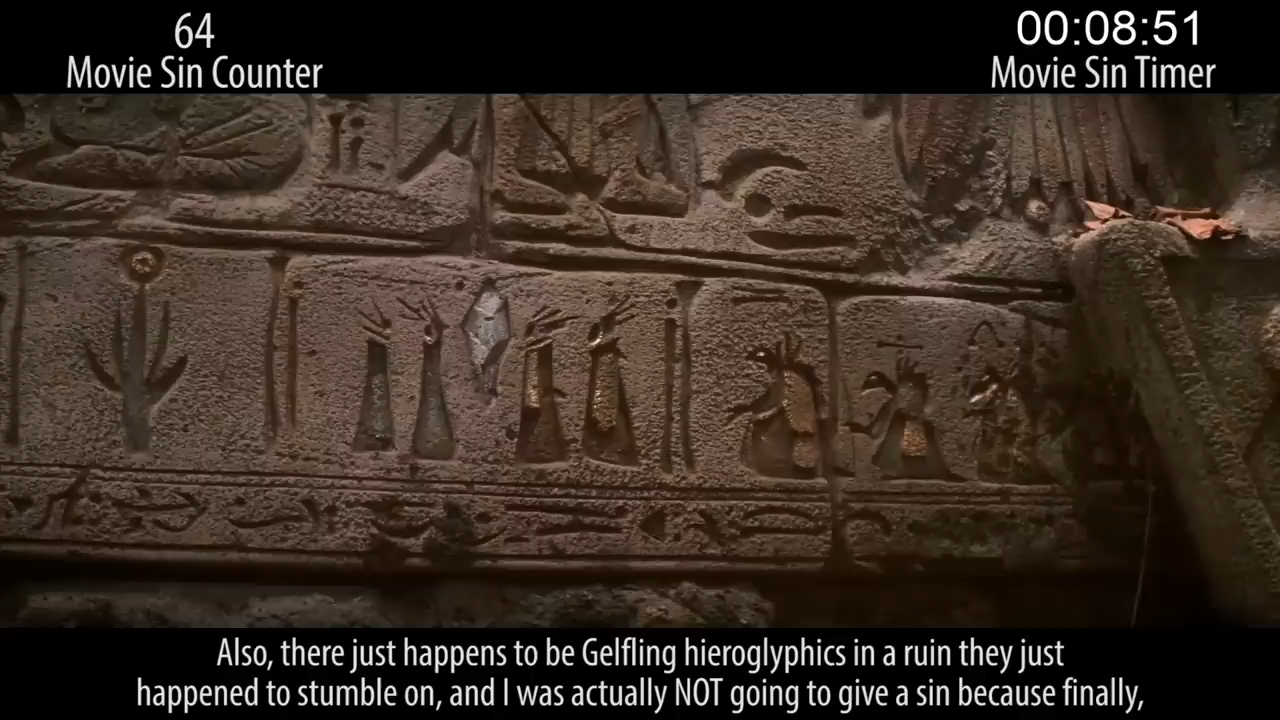 64
Movie Sin Counter
00:08:51
Movie Sin Timer
Also, there just happens to be Gelfling hieroglyphics in a ruin they just
happened to stumble on, and I was actually NOT going to give a sin because finally,